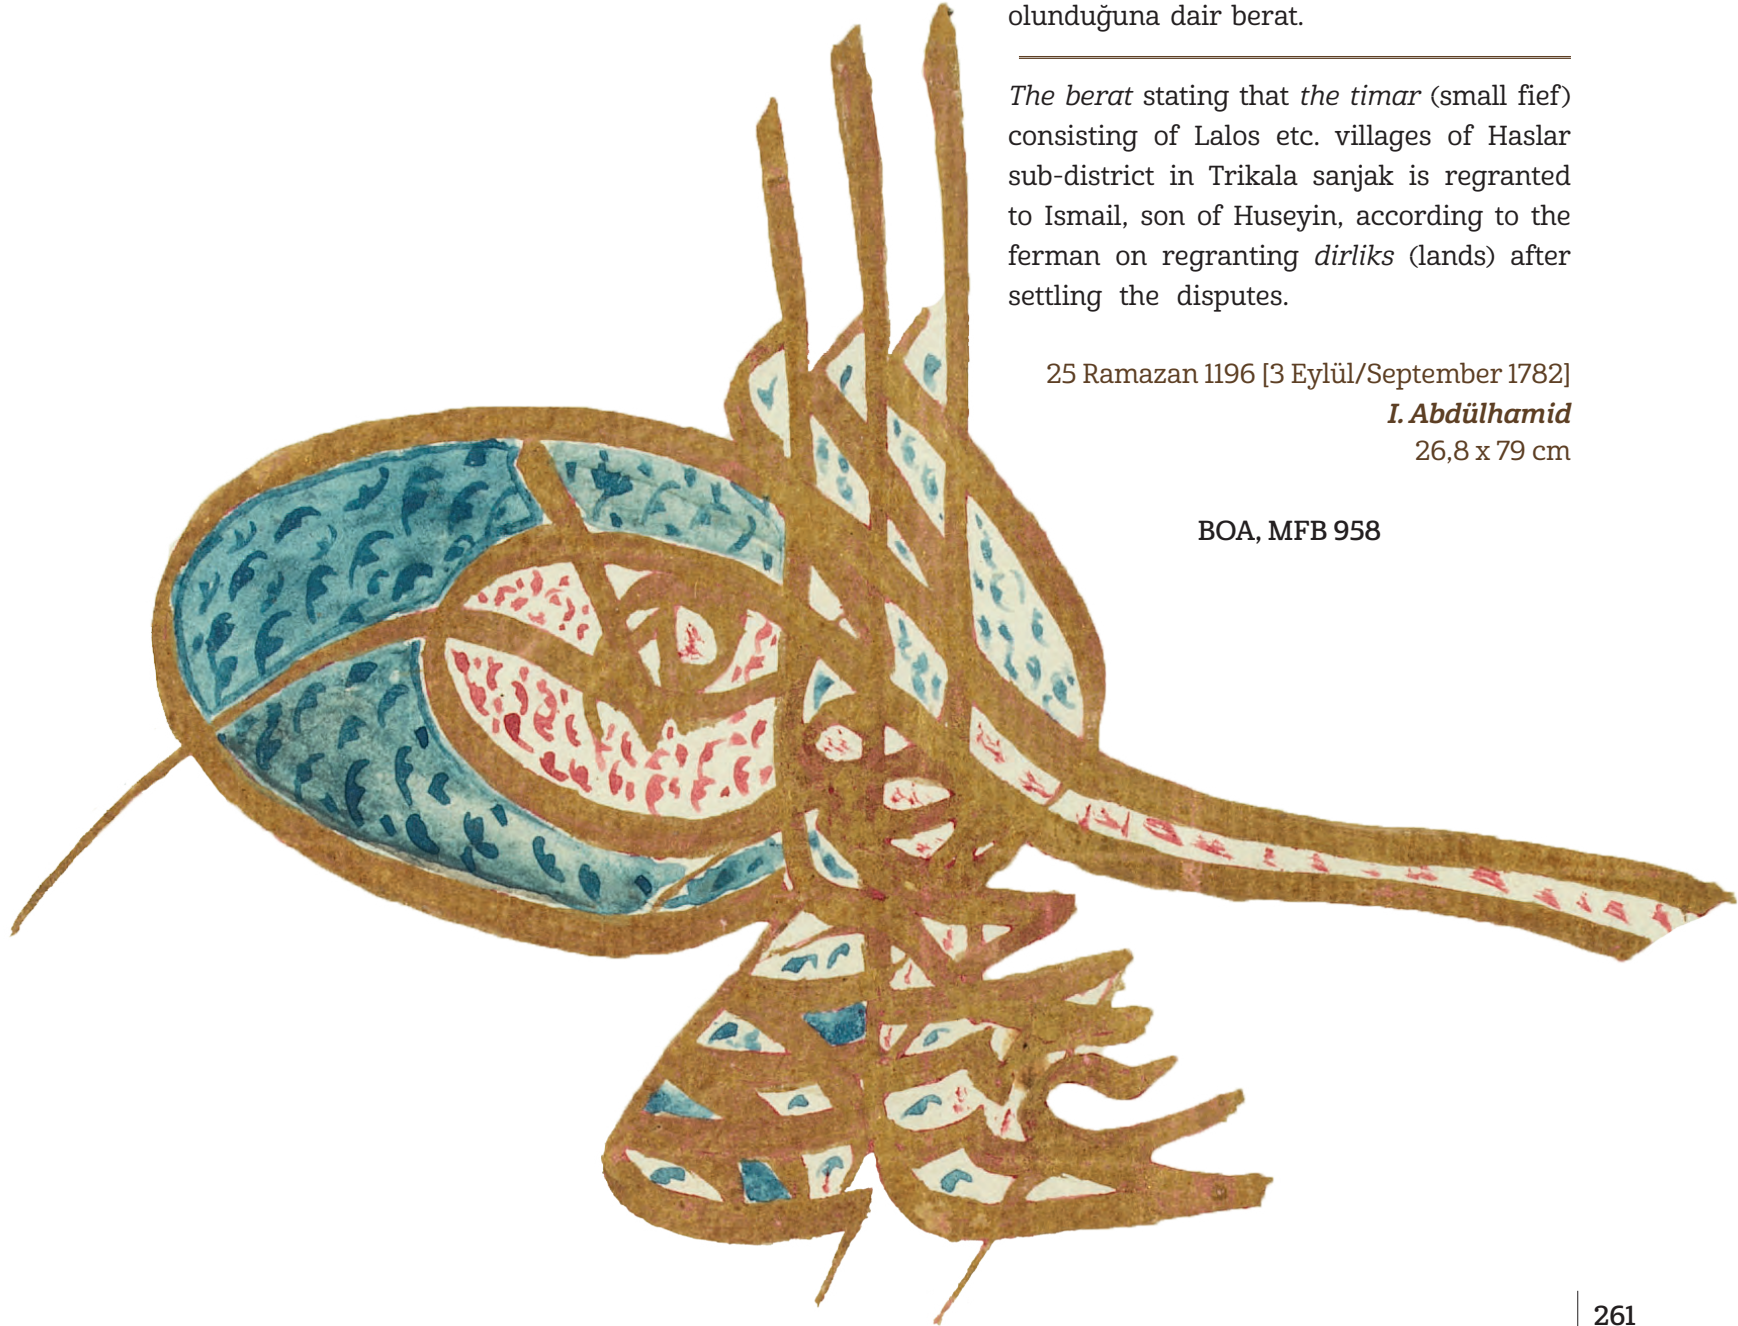 olunduğuna dair berat.
The berat stating that the timar (small fief)
consisting of Lalos etc. villages of Haslar
sub-district in Trikala sanjak is regranted
to Ismail, son of Huseyin, according to the
ferman on regranting dirliks (lands) after
settling the disputes.
25 Ramazan 1196 [3 Eylül/September 1782]
I. Abdülhamid
26,8 x 79 cm
BOA, MFB 958
261